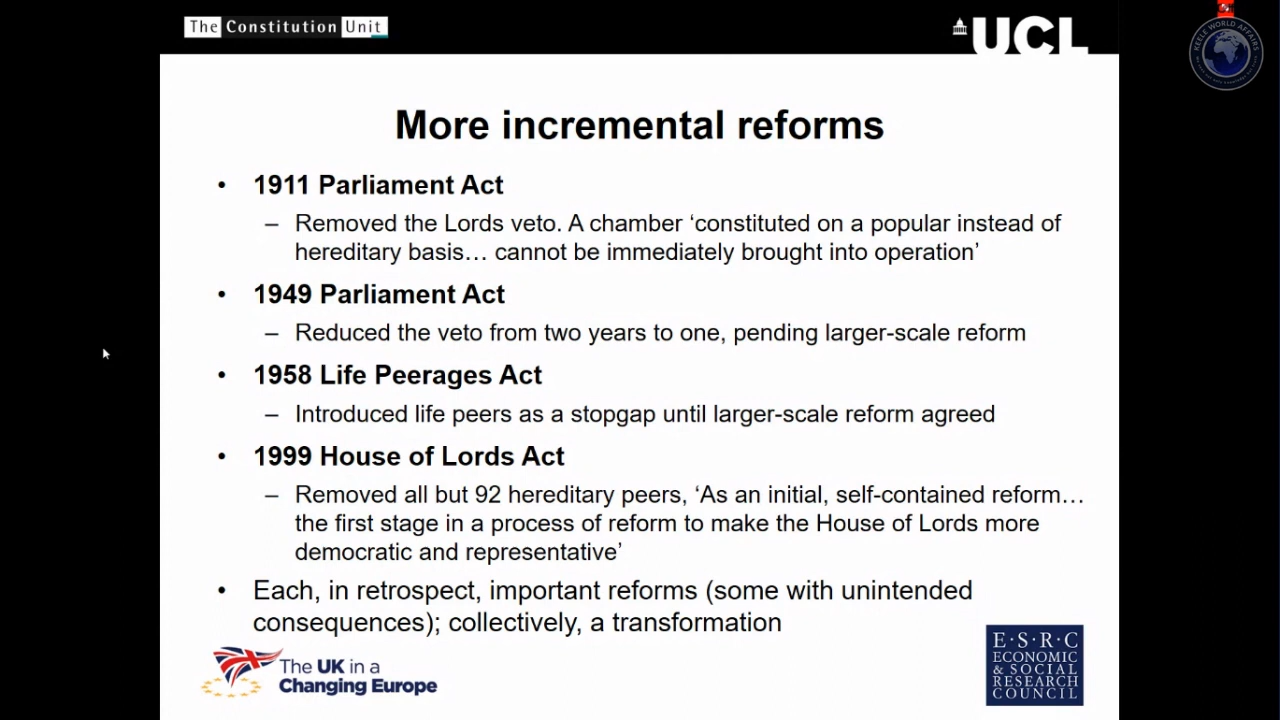 The Constitution Unit
UCL
KEELE WORLD AFFAIRS
More incremental reforms
• 1911 Parliament Act
– Removed the Lords veto. A chamber ‘constituted on a popular instead of
hereditary basis… cannot be immediately brought into operation’
• 1949 Parliament Act
– Reduced the veto from two years to one, pending larger-scale reform
• 1958 Life Peerages Act
– Introduced life peers as a stopgap until larger-scale reform agreed
• 1999 House of Lords Act
– Removed all but 92 hereditary peers, ‘As an initial, self-contained reform…
the first stage in a process of reform to make the House of Lords more
democratic and representative’
• Each, in retrospect, important reforms (some with unintended
consequences); collectively, a transformation
The UK in a
Changing Europe
E·S·R·C
ECONOMIC
& SOCIAL
RESEARCH
COUNCIL